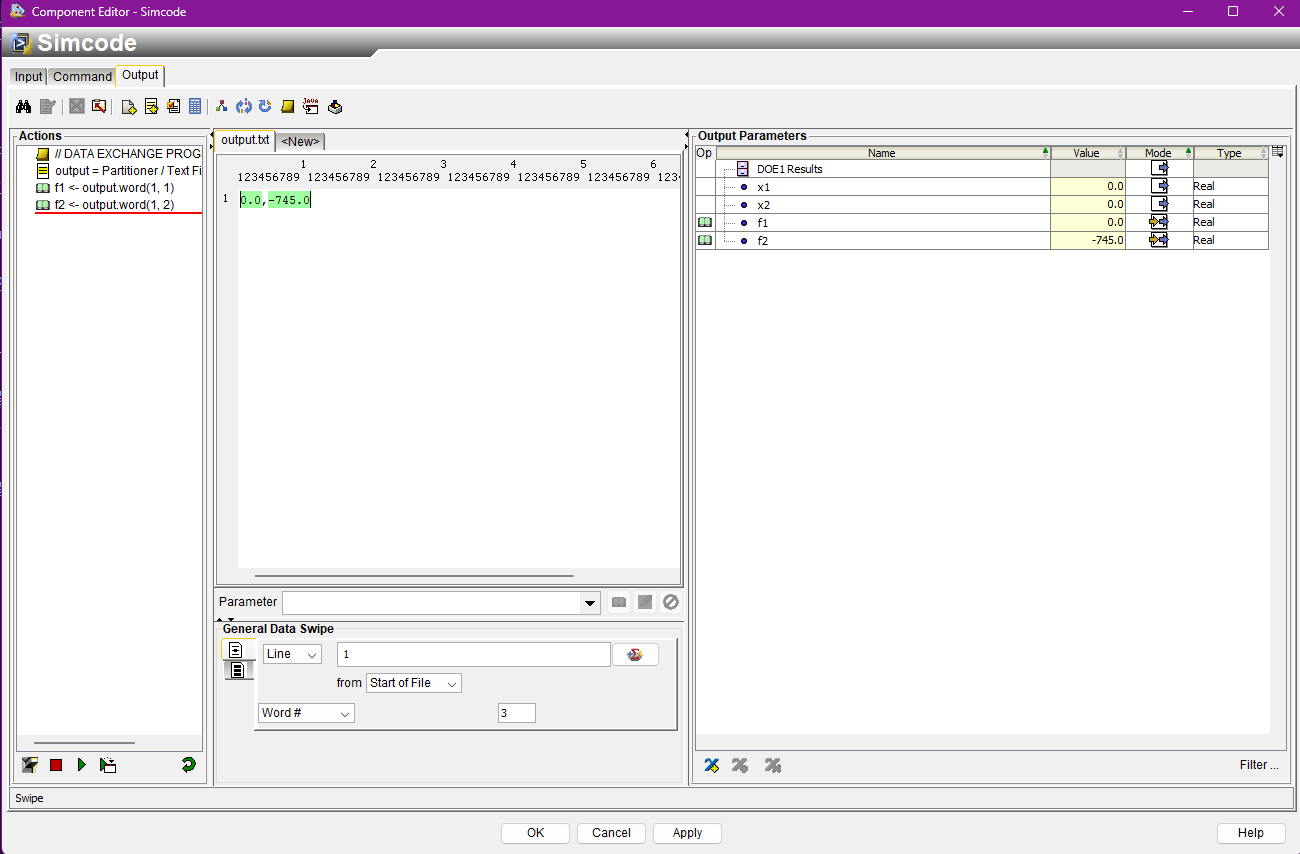 Component Editor - Simcode
Simcode
Input Command Output
Actions
// DATA EXCHANGE PROG
output = Partitioner / Text Fi
f1 <- output.word(1, 1)
f2 <- output.word(1, 2)
output.txt <New>
1 2 3 4 5 6
123456789 123456789 123456789 123456789 123456789 123456789 123
1 0.0,-745.0
Parameter
General Data Swipe
Line 1
from Start of File
Word # 3
Output Parameters
Op Name Value Mode Type
DOE1 Results
x1 0.0 Real
x2 0.0 Real
f1 0.0 Real
f2 -745.0 Real
Filter ...
Swipe
OK Cancel Apply Help